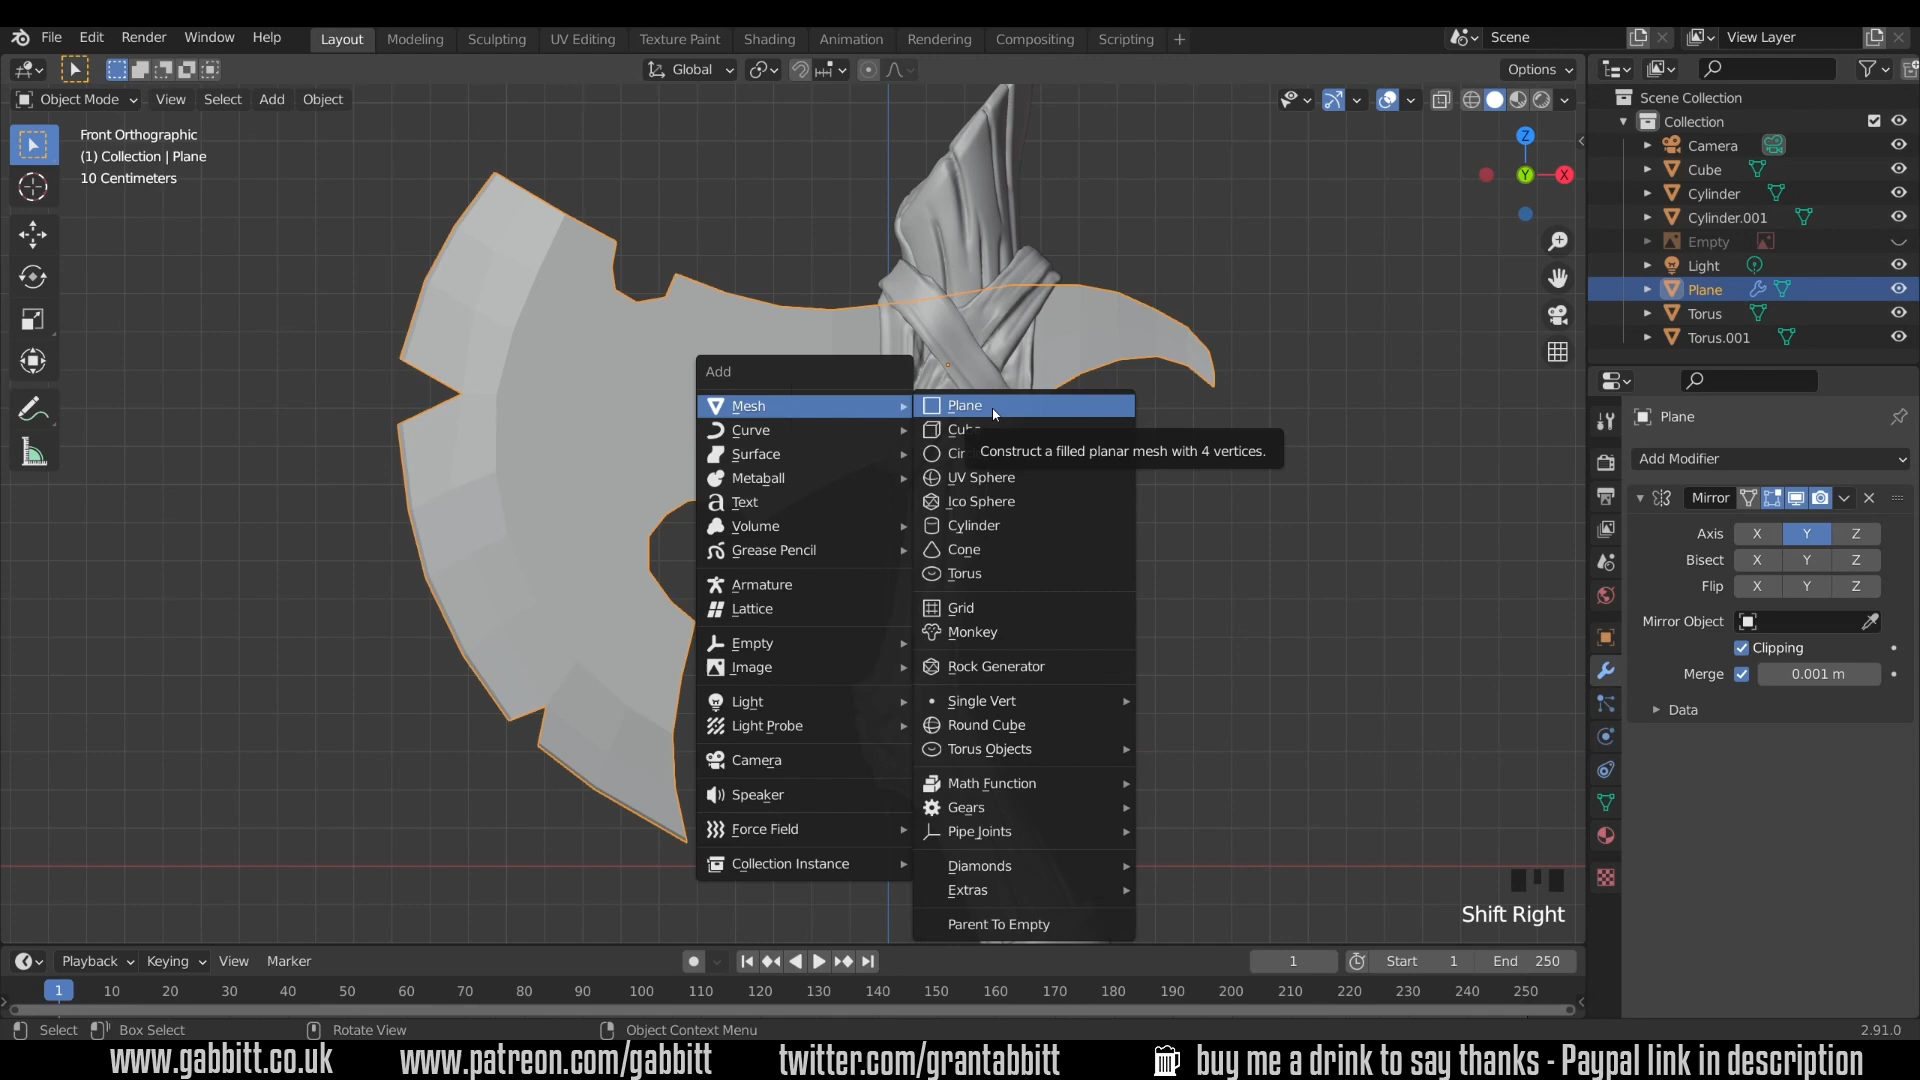 File Edit Render Window Help
Layout Modeling Sculpting UV Editing Texture Paint Shading Animation Rendering Compositing Scripting +
Scene
View Layer
Global
Options
Object Mode View Select Add Object
Front Orthographic
(1) Collection | Plane
10 Centimeters
Z
Y
X
Scene Collection
Collection
Camera
Cube
Cylinder
Cylinder.001
Empty
Light
Plane
Torus
Torus.001
Add
Mesh
Curve
Surface
Metaball
Text
Volume
Grease Pencil
Armature
Lattice
Empty
Image
Light
Light Probe
Camera
Speaker
Force Field
Collection Instance
Plane
Construct a filled planar mesh with 4 vertices.
UV Sphere
Ico Sphere
Cylinder
Cone
Torus
Grid
Monkey
Rock Generator
Single Vert
Round Cube
Torus Objects
Math Function
Gears
Pipe Joints
Diamonds
Extras
Parent To Empty
Plane
Add Modifier
Mirror
Axis X Y Z
Bisect X Y Z
Flip X Y Z
Mirror Object
Clipping
Merge 0.001 m
Data
Shift Right
Playback Keying View Marker
1 Start 1 End 250
1 10 20 30 40 50 60 70 80 90 100 110 120 130 140 150 160 170 180 190 200 210 220 230 240 250
Select Box Select Rotate View Object Context Menu 2.91.0
www.gabbitt.co.uk www.patreon.com/gabbitt twitter.com/grantabbitt buy me a drink to say thanks - Paypal link in description